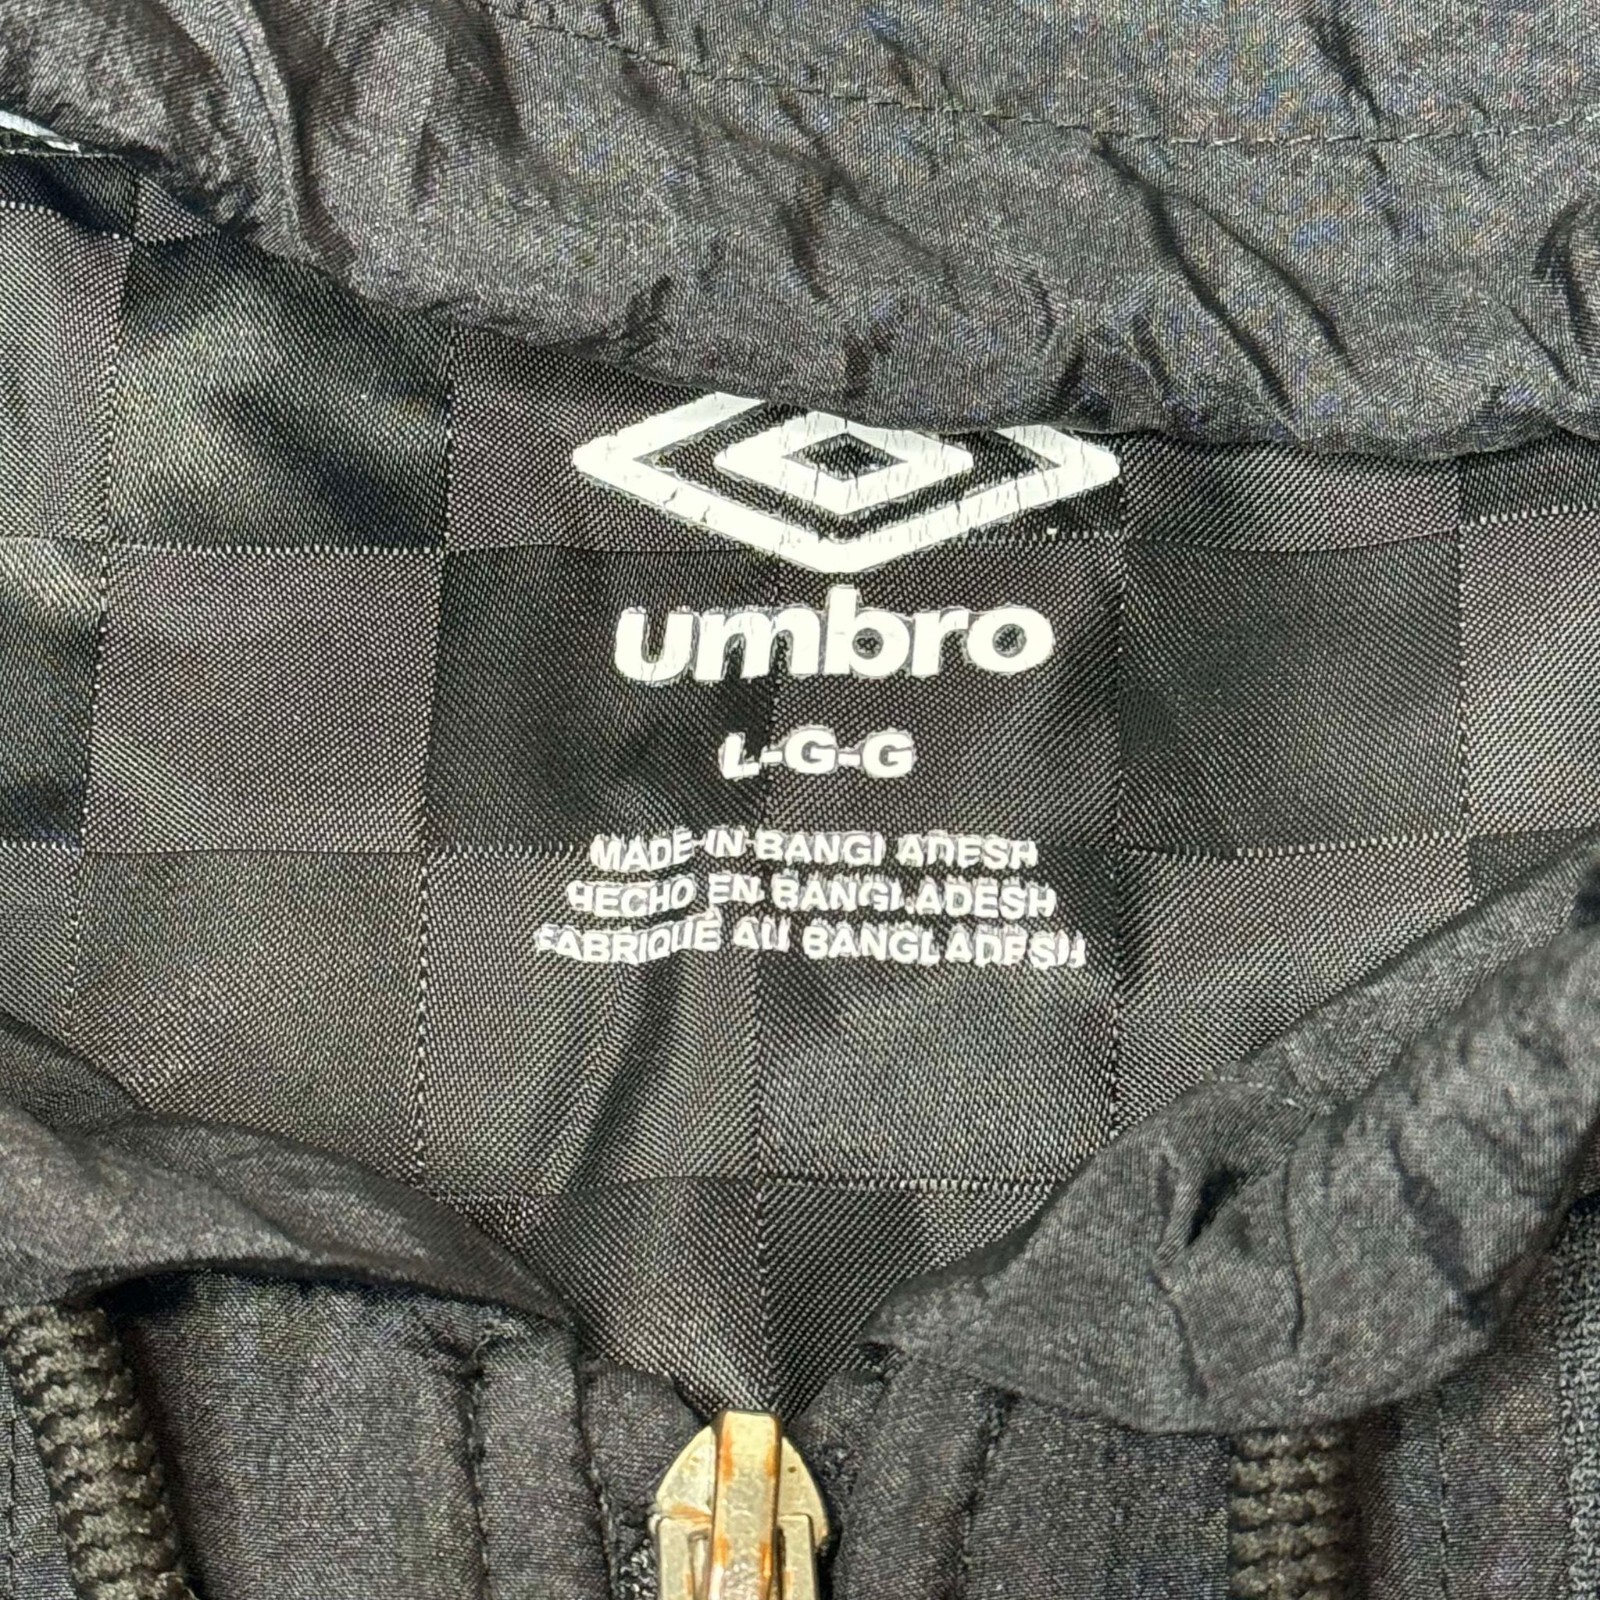 umbro
L-G-G
MADE IN BANGLADESH
HECHO EN BANGLADESH
FABRIQUÉ AU BANGLADESH